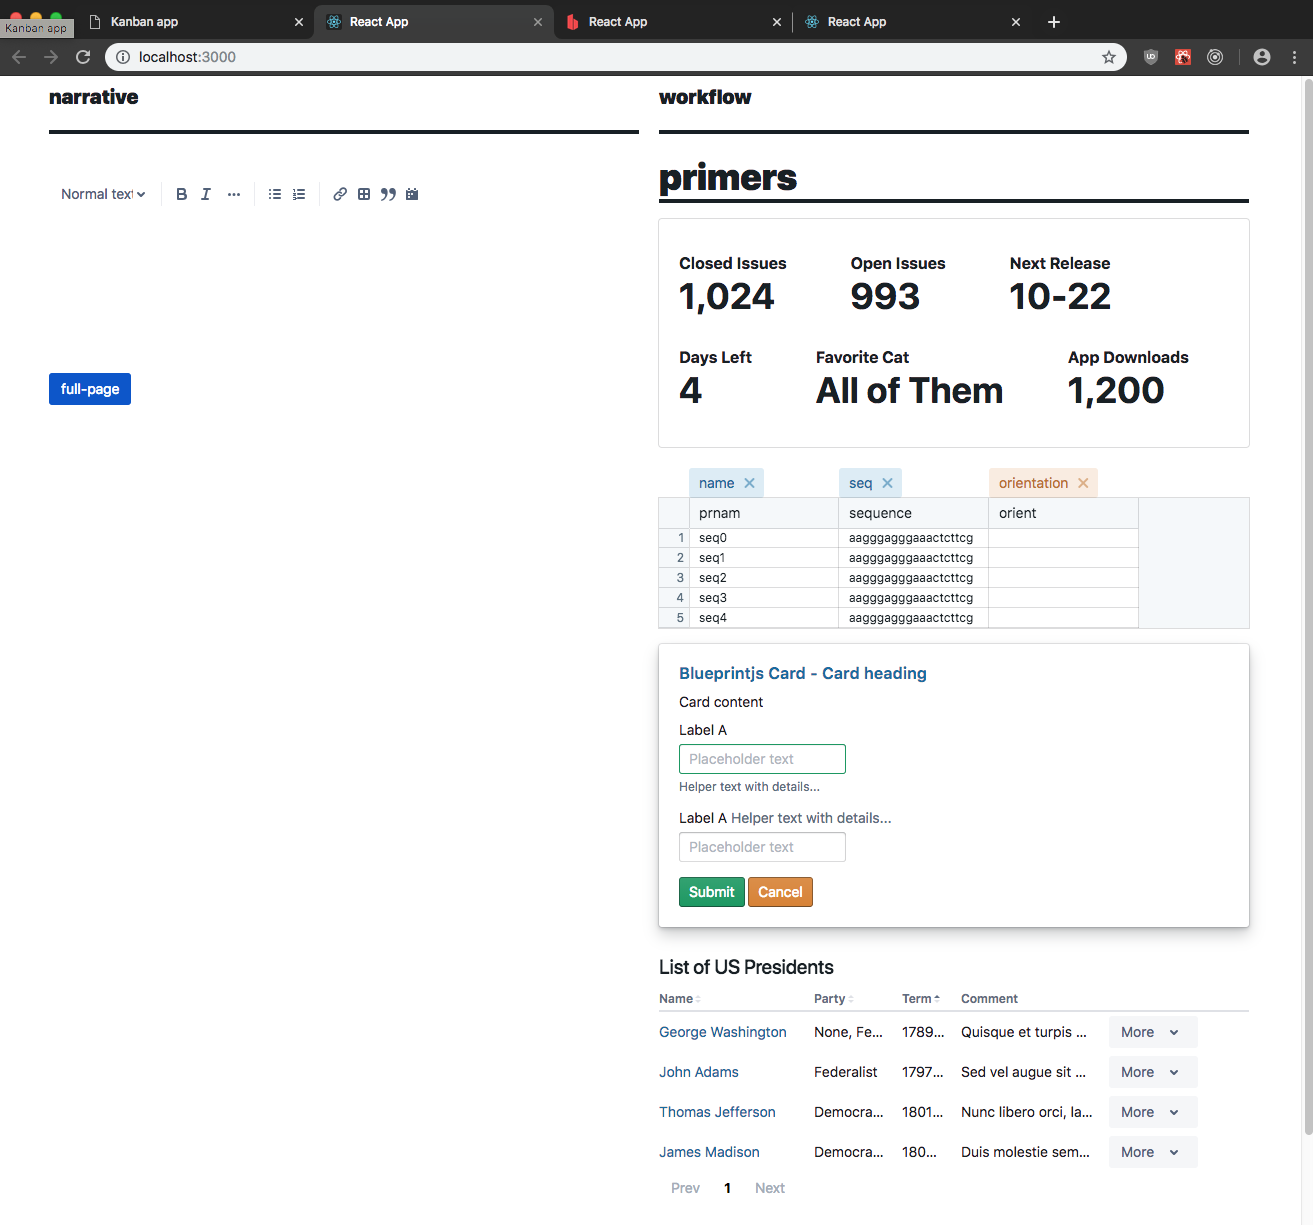 Kanban app
Kanban app
React App
React App
React App
localhost:3000
narrative
workflow
Normal text
B I
primers
Closed Issues Open Issues Next Release
1,024 993 10-22
Days Left Favorite Cat App Downloads
4 All of Them 1,200
full-page
name seq orientation
prnam sequence orient
1 seq0 aagggagggaaactcttcg
2 seq1 aagggagggaaactcttcg
3 seq2 aagggagggaaactcttcg
4 seq3 aagggagggaaactcttcg
5 seq4 aagggagggaaactcttcg
Blueprintjs Card - Card heading
Card content
Label A
Placeholder text
Helper text with details...
Label A Helper text with details...
Placeholder text
Submit Cancel
List of US Presidents
Name Party Term Comment
George Washington None, Fe... 1789... Quisque et turpis ... More
John Adams Federalist 1797... Sed vel augue sit ... More
Thomas Jefferson Democra... 1801... Nunc libero orci, la... More
James Madison Democra... 180... Duis molestie sem... More
Prev 1 Next